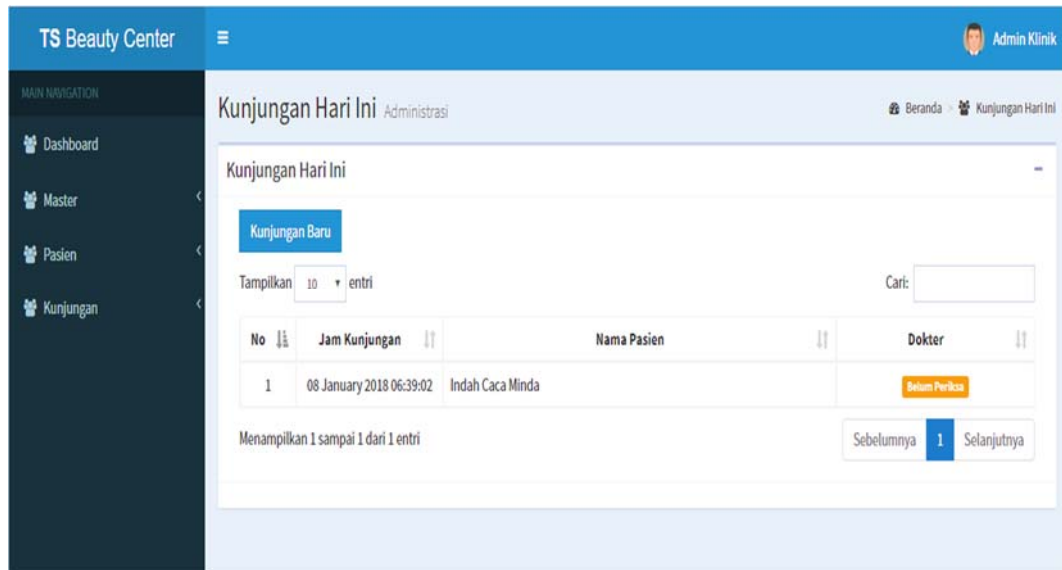 TS Beauty Center
Admin Klinik
MAIN NAVIGATION
Dashboard
Master
Pasien
Kunjungan
Kunjungan Hari Ini Administrasi
Beranda > Kunjungan Hari Ini
Kunjungan Hari Ini
Kunjungan Baru
Tampilkan 10 entri
Cari:
No Jam Kunjungan Nama Pasien Dokter
1 08 January 2018 06:39:02 Indah Caca Minda Belum Periksa
Menampilkan 1 sampai 1 dari 1 entri
Sebelumnya 1 Selanjutnya